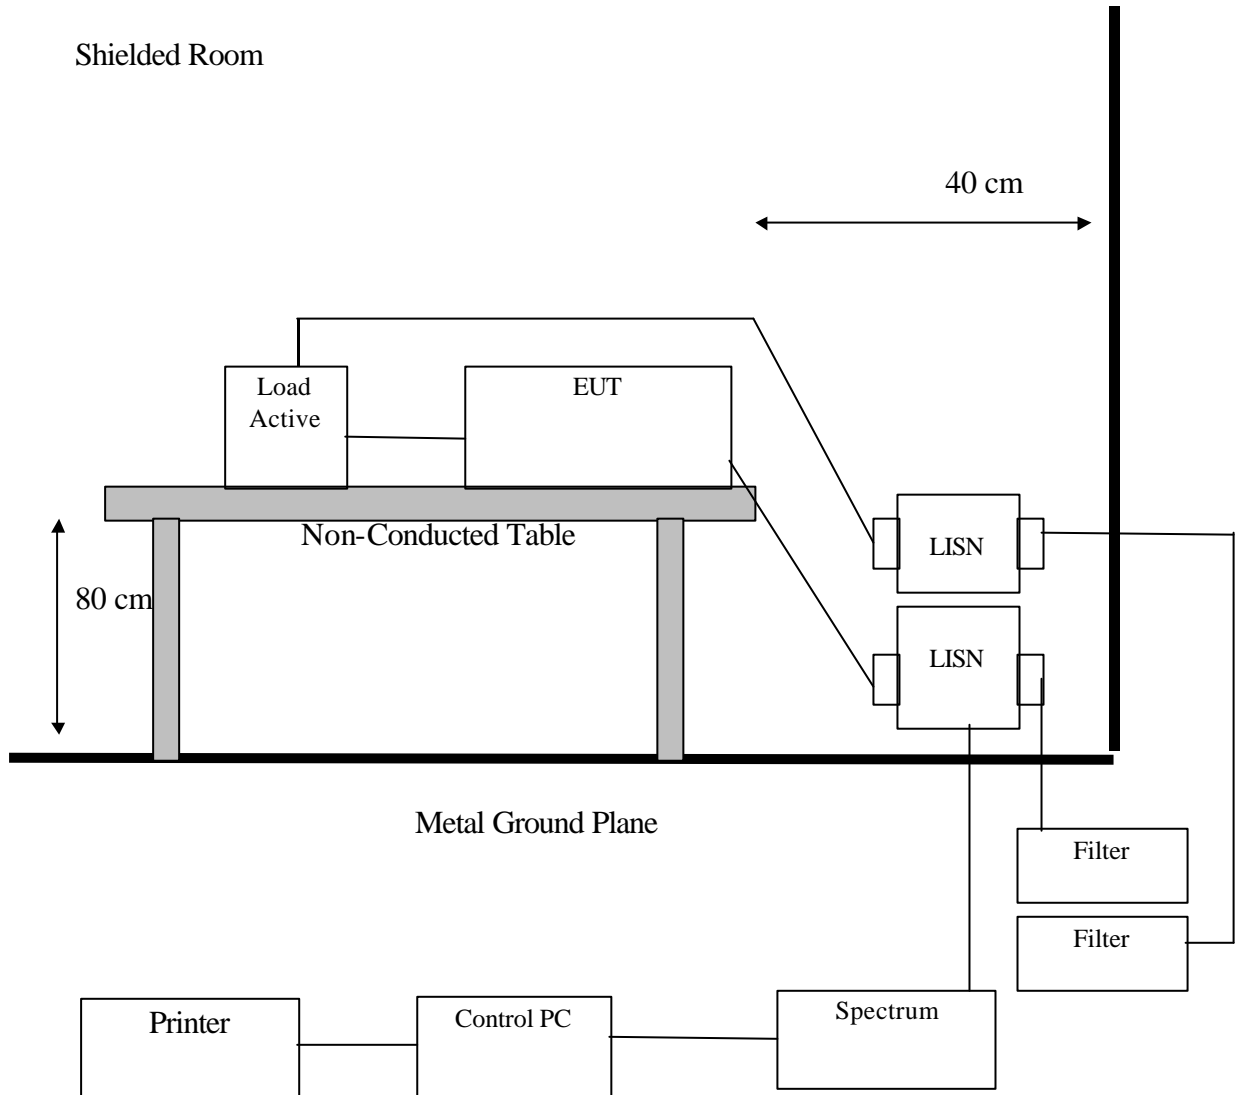 Shielded Room
40 cm
Load
Active
EUT
Non-Conducted Table
LISN
80 cm
LISN
Metal Ground Plane
Filter
Filter
Printer
Control PC
Spectrum